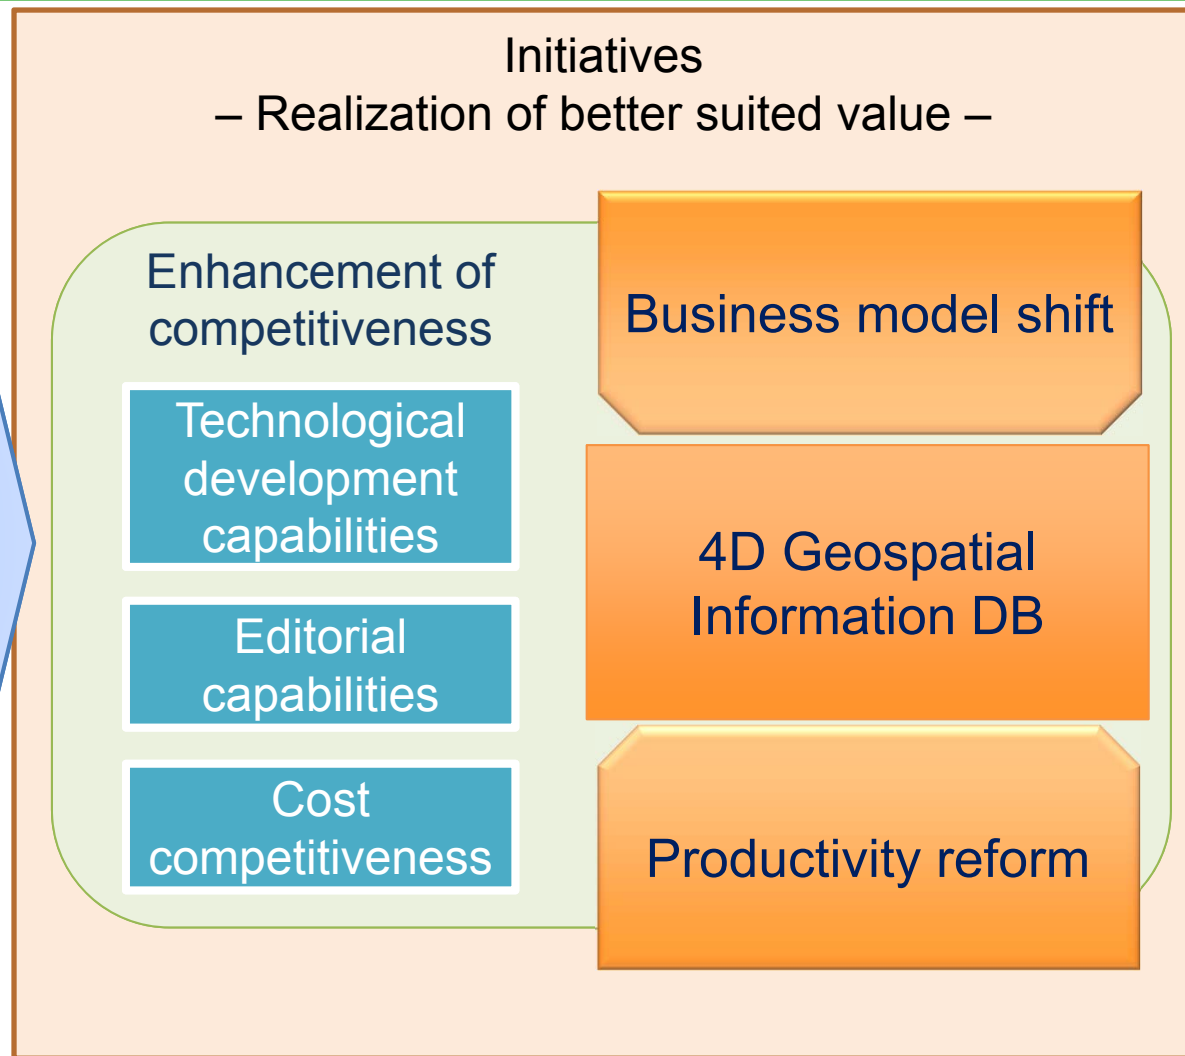 Initiatives
– Realization of better suited value –
Enhancement of
competitiveness
Technological
development
capabilities
Editorial
capabilities
Cost
competitiveness
Business model shift
4D Geospatial
Information DB
Productivity reform